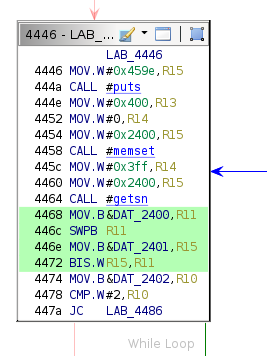 4446 - LAB_...
LAB_4446
4446 MOV.W #0x459e,R15
444a CALL #puts
444e MOV.W #0x400,R13
4452 MOV.W #0,R14
4454 MOV.W #0x2400,R15
4458 CALL #memset
445c MOV.W #0x3ff,R14
4460 MOV.W #0x2400,R15
4464 CALL #getsn
4468 MOV.B &DAT_2400,R11
446c SWPB R11
446e MOV.B &DAT_2401,R15
4472 BIS.W R15,R11
4474 MOV.B &DAT_2402,R10
4478 CMP.W #2,R10
447a JC LAB_4486
While Loop